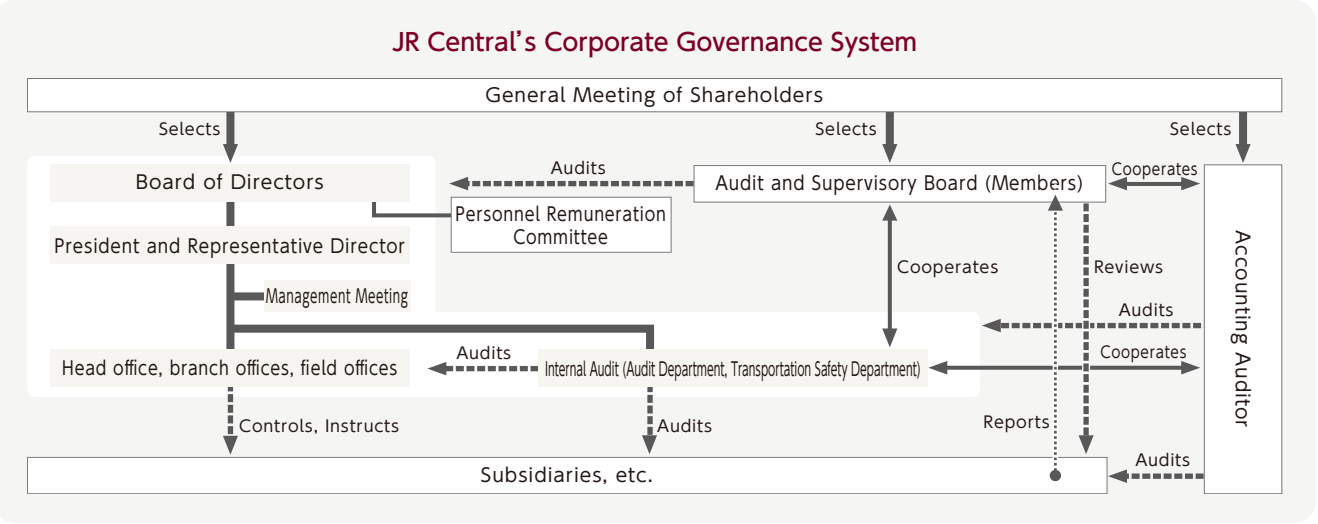 JR Central's Corporate Governance System
General Meeting of Shareholders
Selects
Selects
Selects
Board of Directors
Audits
Audit and Supervisory Board (Members)
Cooperates
Personnel Remuneration
Committee
President and Representative Director
Accounting Auditor
Cooperates
Reviews
Management Meeting
Audits
Head office, branch offices, field offices
Audits
Internal Audit (Audit Department, Transportation Safety Department)
Cooperates
Controls, Instructs
Audits
Reports
Subsidiaries, etc.
Audits